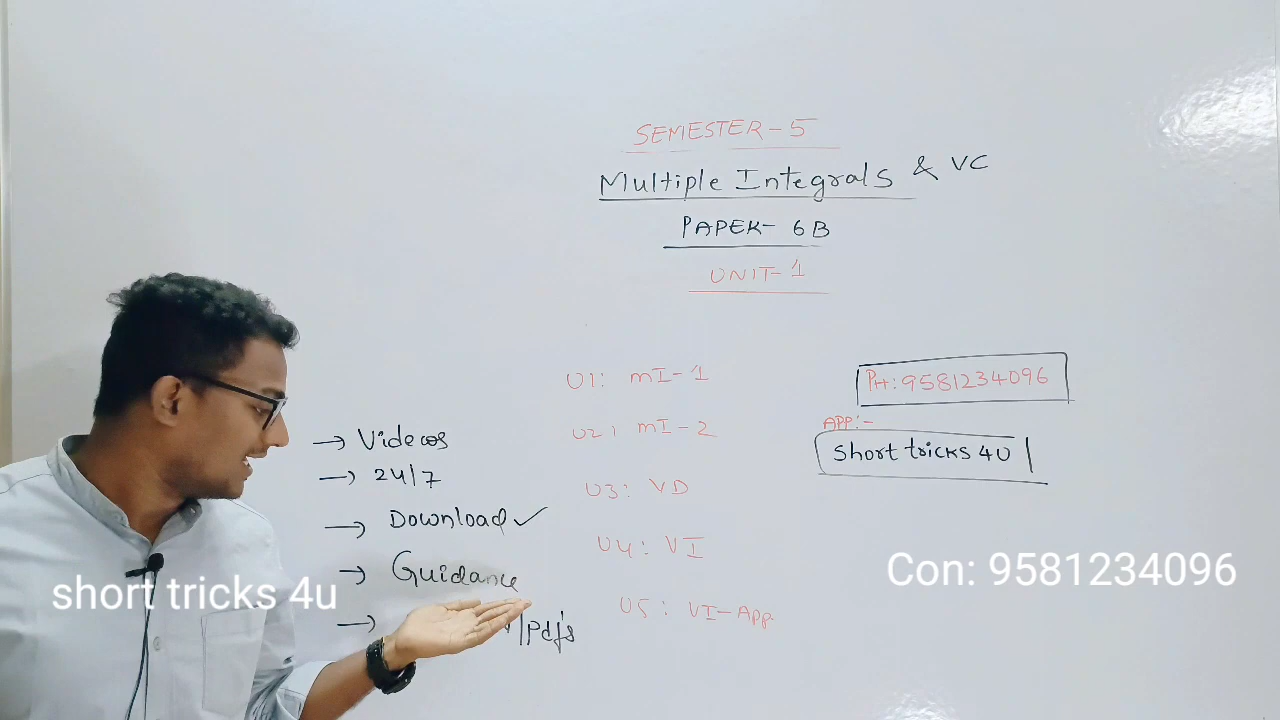 SEMESTER-5
Multiple Integrals & VC
PAPER- 6B
UNIT-1
U1: mI-1
U2: mI-2
U3: VD
U4: VI
U5: VI-App.
→ Videos
→ 24/7
→ Download ✓
→ Guidance
→ /Pdf's
PH: 9581234096
APP:-
Short tricks 4U
short tricks 4u
Con: 9581234096